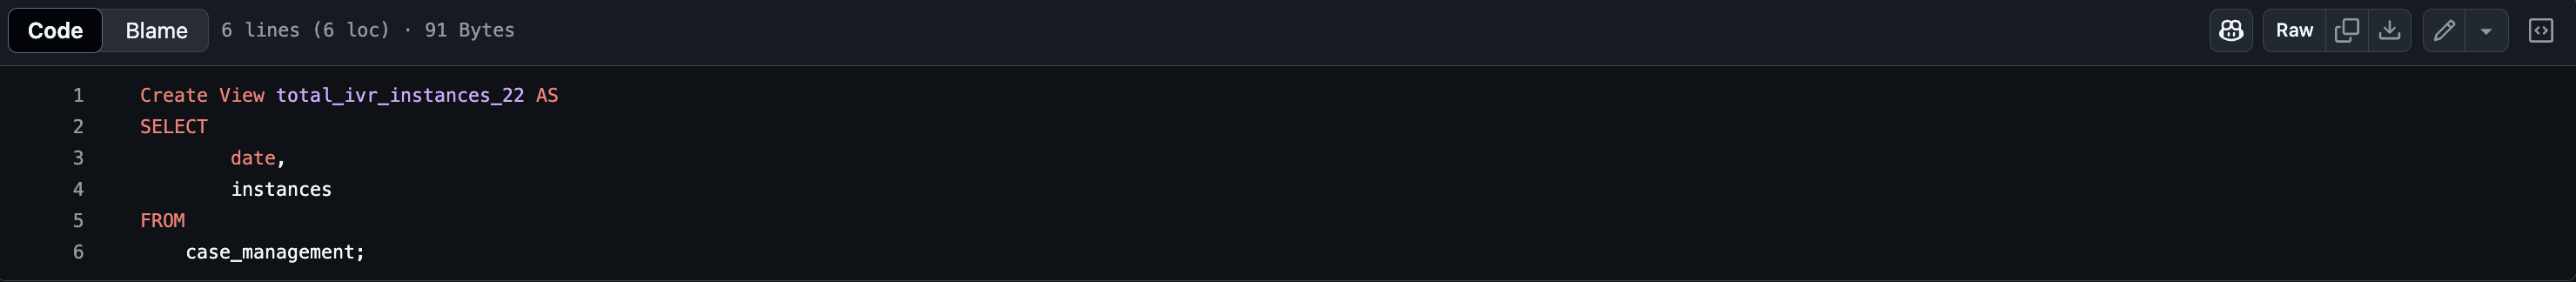 Code Blame 6 lines (6 loc) · 91 Bytes Raw
1 Create View total_ivr_instances_22 AS
2 SELECT
3 date,
4 instances
5 FROM
6 case_management;